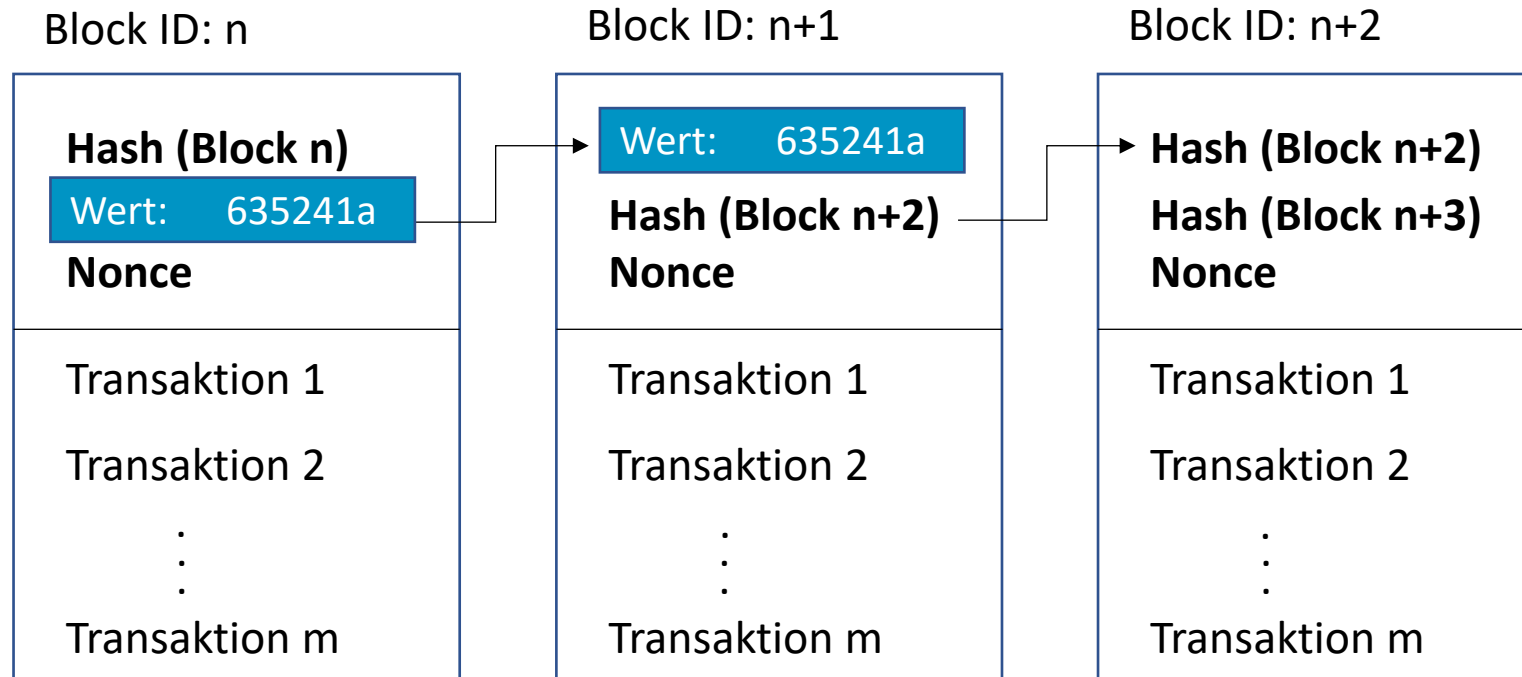 Block ID: n
Hash (Block n)
Wert: 635241a
Nonce
Transaktion 1
Transaktion 2
.
.
.
Transaktion m
Block ID: n+1
Wert: 635241a
Hash (Block n+2)
Nonce
Transaktion 1
Transaktion 2
.
.
.
Transaktion m
Block ID: n+2
Hash (Block n+2)
Hash (Block n+3)
Nonce
Transaktion 1
Transaktion 2
.
.
.
Transaktion m